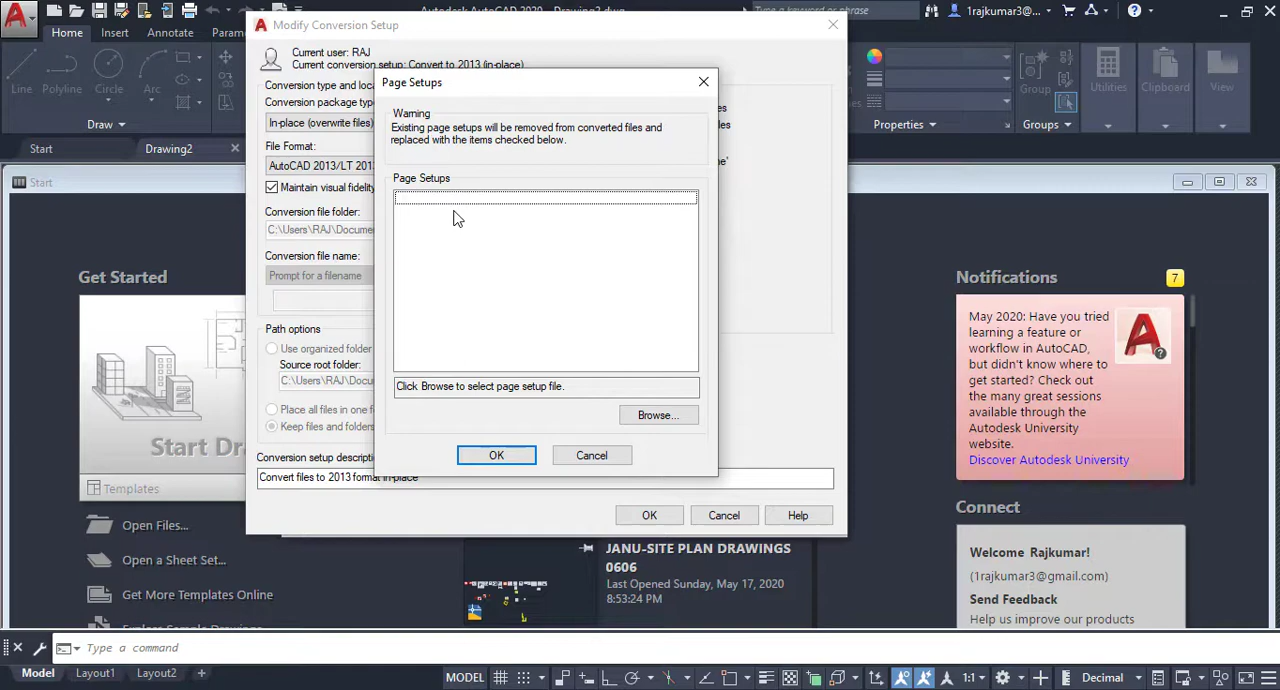 Autodesk AutoCAD 2020 Drawing2.dwg
Type a keyword or phrase
1rajkumar3@...
Home
Insert
Annotate
Param
Line
Polyline
Circle
Arc
Draw
Group
Utilities
Clipboard
View
Properties
Groups
Start
Drawing2
Start
Modify Conversion Setup
Current user: RAJ
Current conversion setup: Convert to 2013 (in-place)
Conversion type and loca
Conversion package typ
In-place (overwrite files)
File Format:
AutoCAD 2013/LT 201
Maintain visual fidelity
Conversion file folder:
C:\Users\RAJ\Docume
Conversion file name:
Prompt for a filename
Path options
Use organized folder
Source root folder:
C:\Users\RAJ\Docu
Place all files in one f
Keep files and folders
Conversion setup descripti
Convert files to 2013 format in-place
OK
Cancel
Help
Page Setups
Warning
Existing page setups will be removed from converted files and
replaced with the items checked below.
Page Setups
Click Browse to select page setup file.
Browse...
OK
Cancel
Get Started
Start Dr
Templates
Open Files...
Open a Sheet Set...
Get More Templates Online
JANU-SITE PLAN DRAWINGS
0606
Last Opened Sunday, May 17, 2020
8:53:24 PM
Notifications
7
May 2020: Have you tried
learning a feature or
workflow in AutoCAD,
but didn't know where to
get started? Check out
the many great sessions
available through the
Autodesk University
website.
Discover Autodesk University
Connect
Welcome Rajkumar!
(1rajkumar3@gmail.com)
Send Feedback
Help us improve our products
Type a command
Model
Layout1
Layout2
MODEL
1:1
Decimal